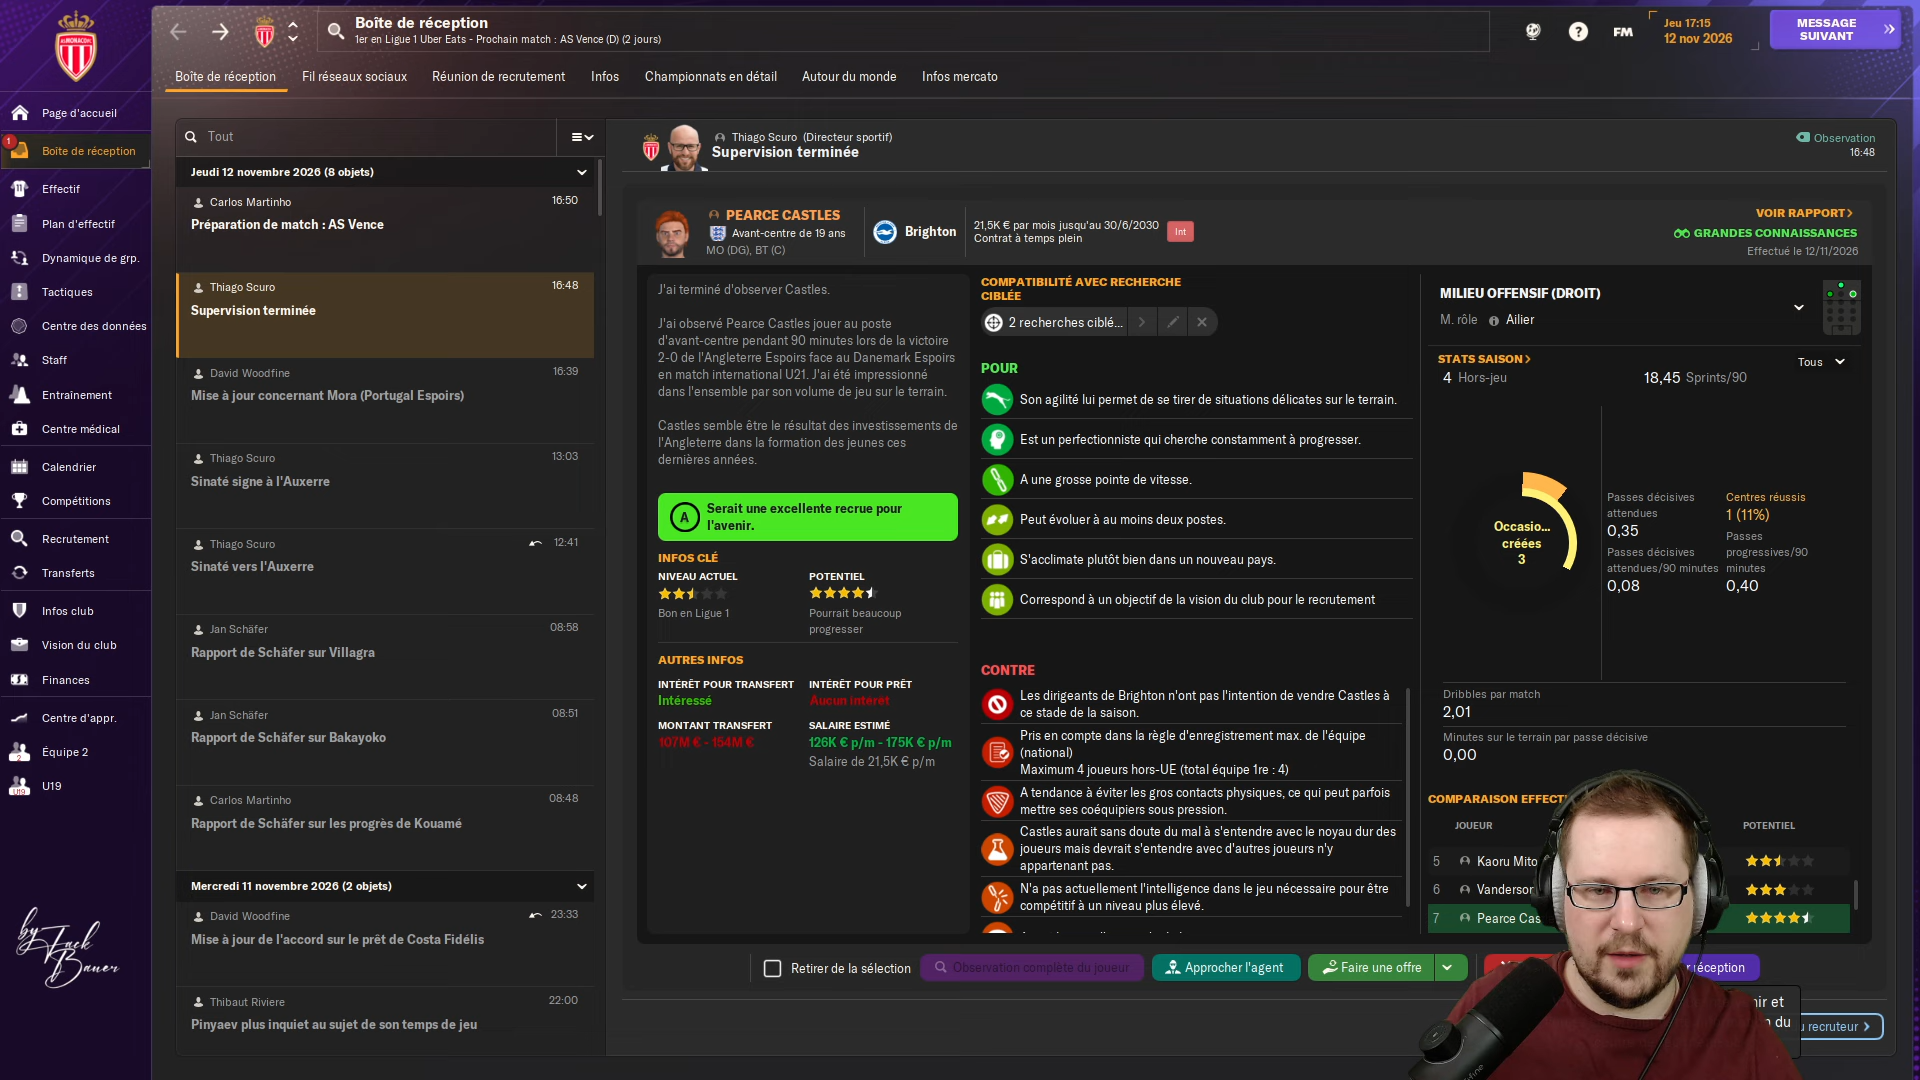 Boîte de réception
1er en Ligue 1 Uber Eats - Prochain match : AS Vence (D) (2 jours)
FM
Jeu 17:15
12 nov 2026
MESSAGE
SUIVANT
Boîte de réception
Fil réseaux sociaux
Réunion de recrutement
Infos
Championnats en détail
Autour du monde
Infos mercato
Page d'accueil
1
Boîte de réception
Effectif
Plan d'effectif
Dynamique de grp.
Tactiques
Centre des données
Staff
Entraînement
Centre médical
Calendrier
Compétitions
Recrutement
Transferts
Infos club
Vision du club
Finances
Centre d'appr.
Équipe 2
U19
by Jack Bauer
Tout
Jeudi 12 novembre 2026 (8 objets)
Carlos Martinho 16:50
Préparation de match : AS Vence
Thiago Scuro 16:48
Supervision terminée
David Woodfine 16:39
Mise à jour concernant Mora (Portugal Espoirs)
Thiago Scuro 13:03
Sinaté signe à l'Auxerre
Thiago Scuro 12:41
Sinaté vers l'Auxerre
Jan Schäfer 08:58
Rapport de Schäfer sur Villagra
Jan Schäfer 08:51
Rapport de Schäfer sur Bakayoko
Carlos Martinho 08:48
Rapport de Schäfer sur les progrès de Kouamé
Mercredi 11 novembre 2026 (2 objets)
David Woodfine 23:33
Mise à jour de l'accord sur le prêt de Costa Fidélis
Thibaut Riviere 22:00
Pinyaev plus inquiet au sujet de son temps de jeu
Thiago Scuro (Directeur sportif)
Supervision terminée
Observation
16:48
PEARCE CASTLES
Avant-centre de 19 ans
MO (DG), BT (C)
Brighton
21,5K € par mois jusqu'au 30/6/2030
Contrat à temps plein
Int
VOIR RAPPORT
GRANDES CONNAISSANCES
Effectué le 12/11/2026
J'ai terminé d'observer Castles.
J'ai observé Pearce Castles jouer au poste
d'avant-centre pendant 90 minutes lors de la victoire
2-0 de l'Angleterre Espoirs face au Danemark Espoirs
en match international U21. J'ai été impressionné
dans l'ensemble par son volume de jeu sur le terrain.
Castles semble être le résultat des investissements de
l'Angleterre dans la formation des jeunes ces
dernières années.
A
Serait une excellente recrue pour
l'avenir.
INFOS CLÉ
NIVEAU ACTUEL
Bon en Ligue 1
POTENTIEL
Pourrait beaucoup
progresser
AUTRES INFOS
INTÉRÊT POUR TRANSFERT
Intéressé
INTÉRÊT POUR PRÊT
Aucun intérêt
MONTANT TRANSFERT
107M € - 154M €
SALAIRE ESTIMÉ
126K € p/m - 175K € p/m
Salaire de 21,5K € p/m
COMPATIBILITÉ AVEC RECHERCHE
CIBLÉE
2 recherches ciblé...
POUR
Son agilité lui permet de se tirer de situations délicates sur le terrain.
Est un perfectionniste qui cherche constamment à progresser.
A une grosse pointe de vitesse.
Peut évoluer à au moins deux postes.
S'acclimate plutôt bien dans un nouveau pays.
Correspond à un objectif de la vision du club pour le recrutement
CONTRE
Les dirigeants de Brighton n'ont pas l'intention de vendre Castles à
ce stade de la saison.
Pris en compte dans la règle d'enregistrement max. de l'équipe
(national)
Maximum 4 joueurs hors-UE (total équipe 1re : 4)
A tendance à éviter les gros contacts physiques, ce qui peut parfois
mettre ses coéquipiers sous pression.
Castles aurait sans doute du mal à s'entendre avec le noyau dur des
joueurs mais devrait s'entendre avec d'autres joueurs n'y
appartenant pas.
N'a pas actuellement l'intelligence dans le jeu nécessaire pour être
compétitif à un niveau plus élevé.
MILIEU OFFENSIF (DROIT)
M. rôle Ailier
STATS SAISON
Tous
4 Hors-jeu
18,45 Sprints/90
Occasio...
créées
3
Passes décisives
attendues
0,35
Passes décisives
attendues/90 minutes
0,08
Centres réussis
1 (11%)
Passes
progressives/90
minutes
0,40
Dribbles par match
2,01
Minutes sur le terrain par passe décisive
0,00
COMPARAISON EFFECTI
JOUEUR
POTENTIEL
5 Kaoru Mito
6 Vanderson
7 Pearce Cas
Retirer de la sélection
Observation complète du joueur
Approcher l'agent
Faire une offre
réception
nir et
n du
recruteur